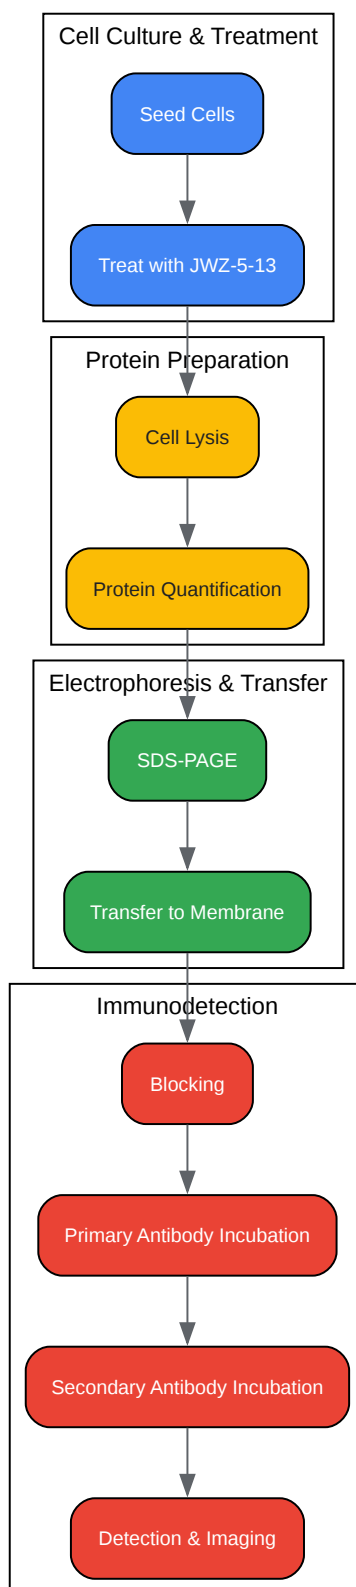 Cell Culture & Treatment
Seed Cells
Treat with JWZ-5-13
Protein Preparation
Cell Lysis
Protein Quantification
Electrophoresis & Transfer
SDS-PAGE
Transfer to Membrane
Immunodetection
Blocking
Primary Antibody Incubation
Secondary Antibody Incubation
Detection & Imaging